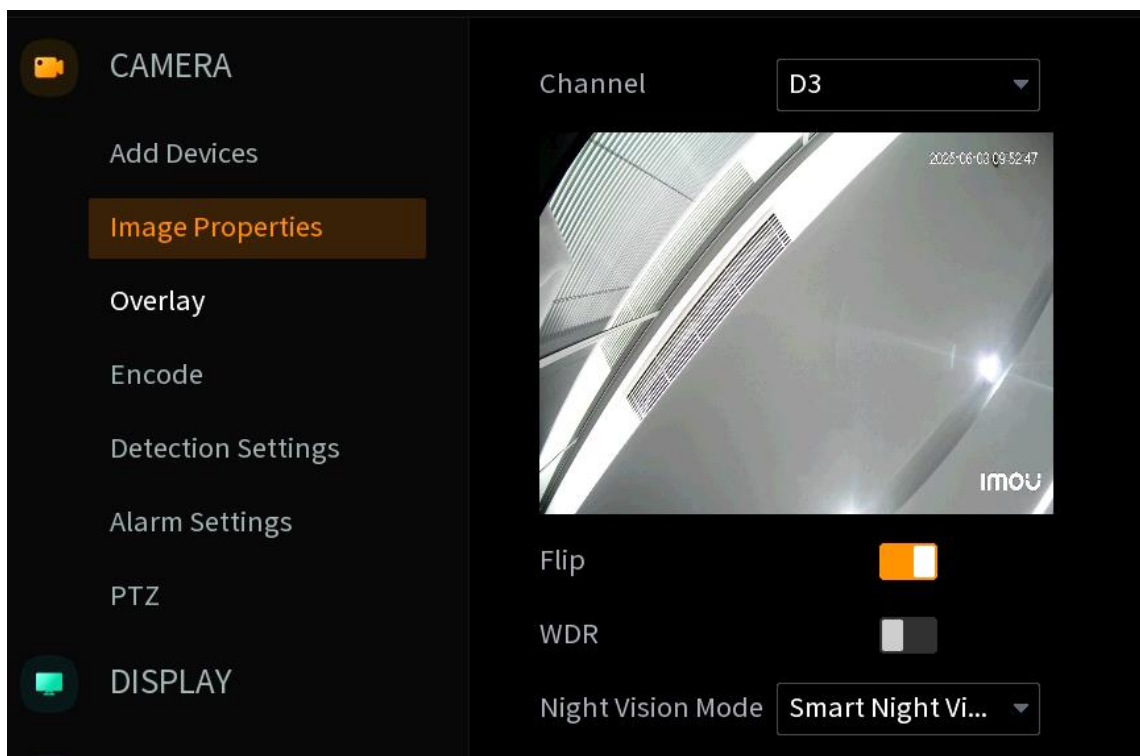 CAMERA
Add Devices
Image Properties
Overlay
Encode
Detection Settings
Alarm Settings
PTZ
DISPLAY
Channel
D3
2025-06-03 09:52:47
imou
Flip
WDR
Night Vision Mode
Smart Night Vi...